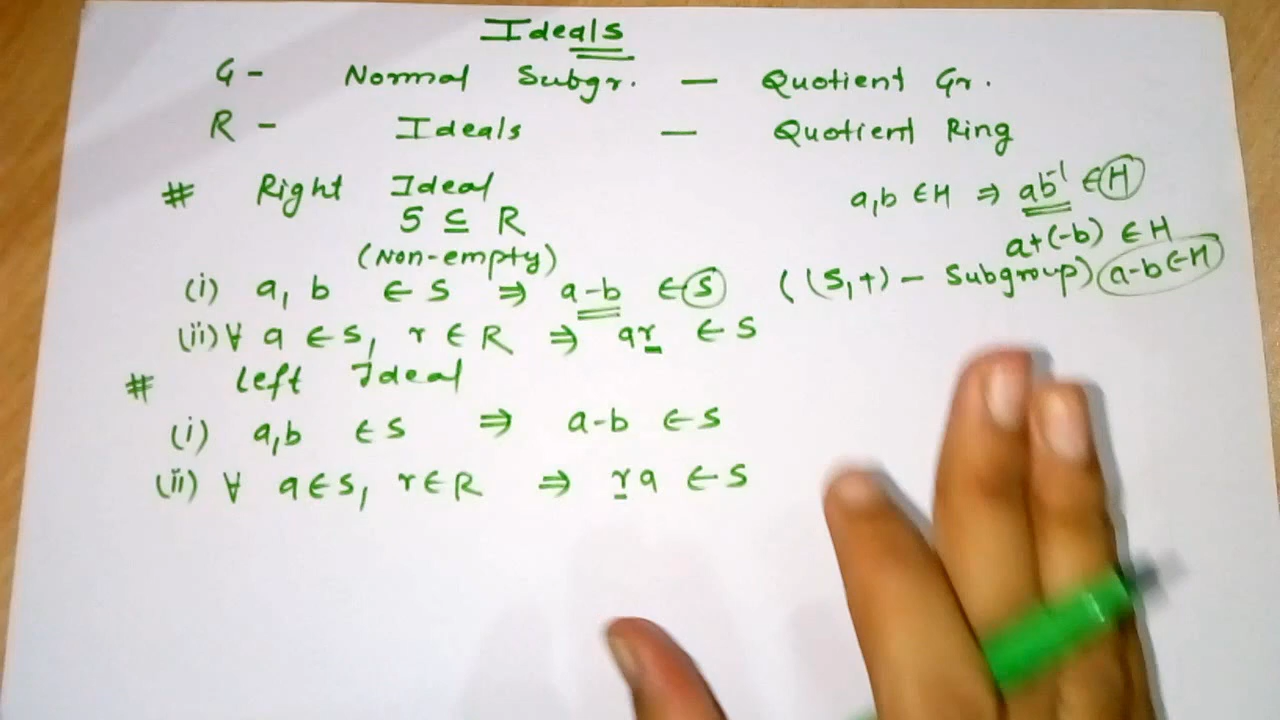 Ideals
G - Normal Subgr. — Quotient Gr.
R - Ideals — Quotient Ring
# Right Ideal
S ⊆ R
(Non-empty)
a,b ∈ H ⇒ ab⁻¹ ∈ H
a+(-b) ∈ H
(i) a, b ∈ S ⇒ a-b ∈ S ((S,+) - Subgroup) a-b ∈ H
(ii) ∀ a ∈ S, r ∈ R ⇒ ar ∈ S
# Left Ideal
(i) a,b ∈ S ⇒ a-b ∈ S
(ii) ∀ a ∈ S, r ∈ R ⇒ ra ∈ S